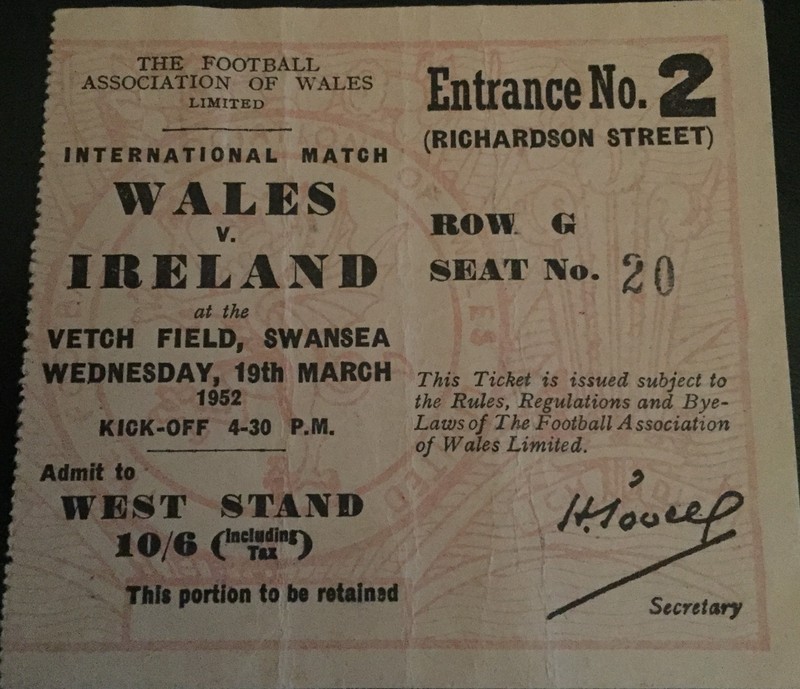 THE FOOTBALL
ASSOCIATION OF WALES
LIMITED
INTERNATIONAL MATCH
WALES
V.
IRELAND
at the
VETCH FIELD, SWANSEA
WEDNESDAY, 19th MARCH
1952
KICK-OFF 4-30 P.M.
Admit to
WEST STAND
10/6 (Including Tax)
This portion to be retained
Entrance No. 2
(RICHARDSON STREET)
ROW G
SEAT No. 20
This Ticket is issued subject to
the Rules, Regulations and Bye-
Laws of The Football Association
of Wales Limited.
Secretary